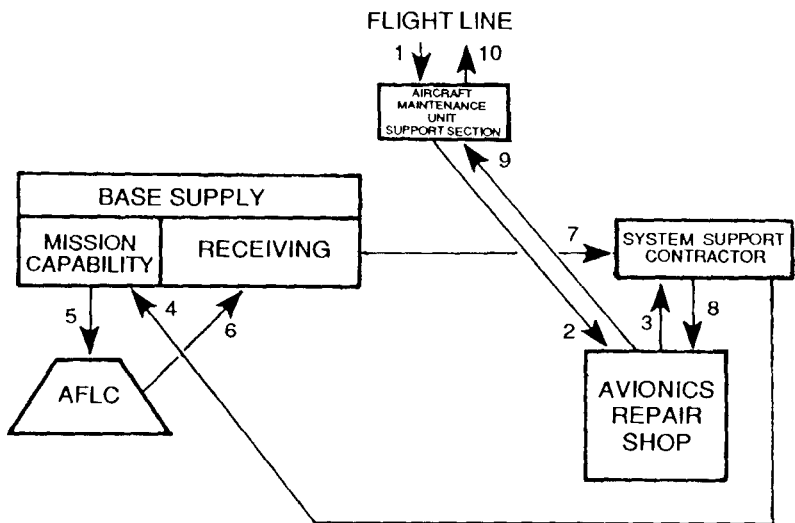 FLIGHT LINE
1
10
AIRCRAFT
MAINTENANCE
UNIT
SUPPORT SECTION
9
BASE SUPPLY
MISSION
CAPABILITY
RECEIVING
7
SYSTEM SUPPORT
CONTRACTOR
5
4
6
2
3
8
AFLC
AVIONICS
REPAIR
SHOP